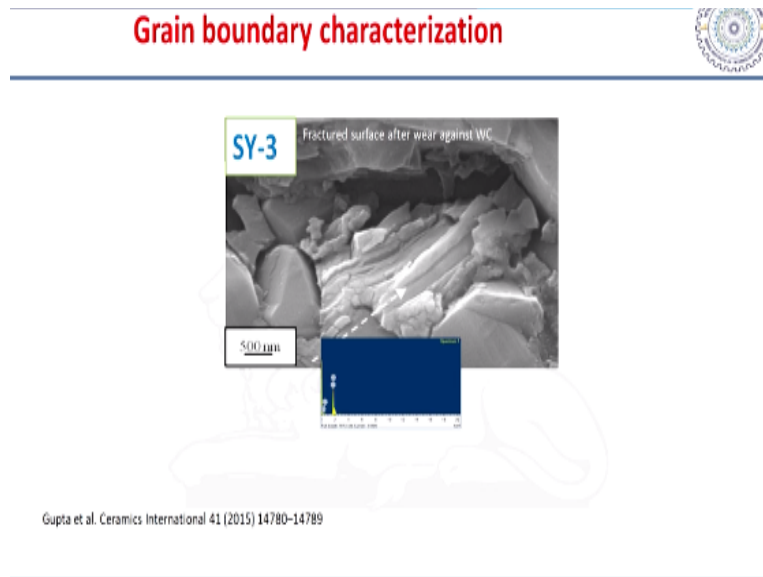 Grain boundary characterization
SY-3
Fractured surface after wear against WC
500 nm
Gupta et al. Ceramics International 41 (2015) 14780–14789